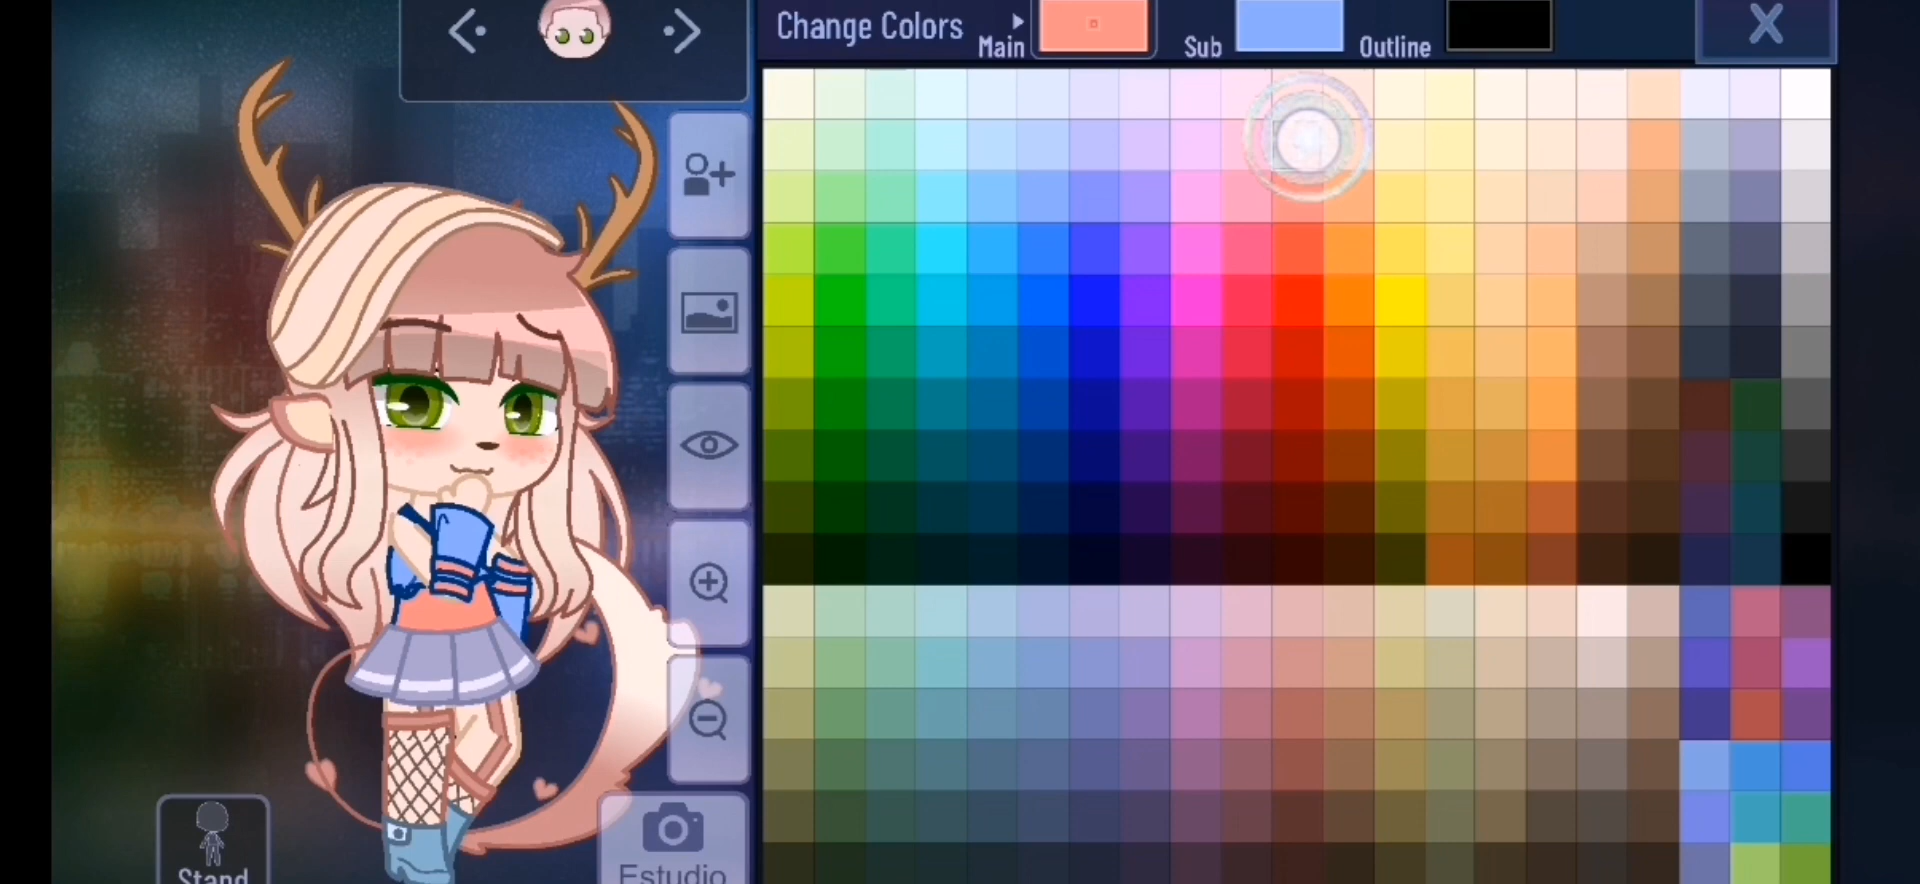 Change Colors
Main
Sub
Outline
X
Stand
Estudio